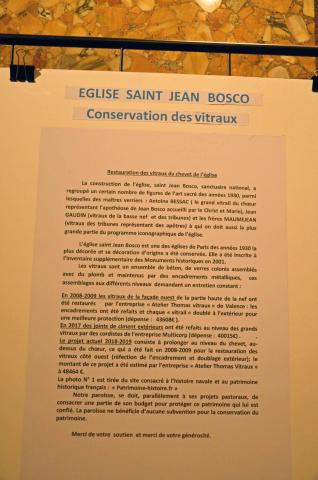 EGLISE SAINT JEAN BOSCO
Conservation des vitraux
Restauration des vitraux du chevet de l'église
La construction de l'église, saint Jean Bosco, sanctuaire national, a
regroupé un certain nombre de figures de l'art sacré des années 1930, parmi
lesquelles des maitres verriers : Antoine BESSAC ( le grand vitrail du chœur
représentant l'apothéose de Jean Bosco accueilli par le Christ et Marie), Jean
GAUDIN (vitraux de la basse nef et des tribunes) et les frères MAUMEJEAN
(vitraux des tribunes représentant des apôtres) à qui on doit aussi la plus
grande partie du programme iconographique de l'église.
L'église saint Jean Bosco est une des églises de Paris des années 1930 la
plus décorée et sa décoration d'origine a été conservée. Elle a été inscrite à
l'inventaire supplémentaire des Monuments historiques en 2001.
Les vitraux sont un ensemble, de béton, de verres colorés assemblés
avec du plomb et maintenus par des encadrements métalliques, ces
assemblages aux différents niveaux demandant un entretien constant :
En 2008-2009 les vitraux de la façade ouest de la partie haute de la nef ont
été restaurés par l'entreprise « Atelier Thomas vitraux » de Valence : les
encadrements ont été refaits et chaque « vitrail » doublé à l'extérieur pour
une meilleure protection (dépense : 43608€ ).
En 2017 des joints de ciment extérieurs ont été refaits au niveau des grands
vitraux par des cordistes de l'entreprise Multicorp (dépense : 40015€) .
Le projet actuel 2018-2019 consiste à prolonger au niveau du chevet, au-
dessus du chœur, ce qui a été fait en 2008-2009 pour la restauration des
vitraux côté ouest (réfection de l'encadrement et doublage extérieur); le
montant de ce projet a été estimé par l'entreprise « Atelier Thomas Vitraux »
à 48464 €.
La photo N° 1 est tirée du site consacré à l'histoire navale et au patrimoine
historique français : « Patrimoine-histoire.fr »
Notre paroisse, se doit, parallèlement à ses projets pastoraux, de
consacrer une partie de son budget pour protéger ce patrimoine qui lui est
confié. La paroisse ne bénéficie d'aucune subvention pour la conservation du
patrimoine.
Merci de votre soutien et merci de votre générosité.